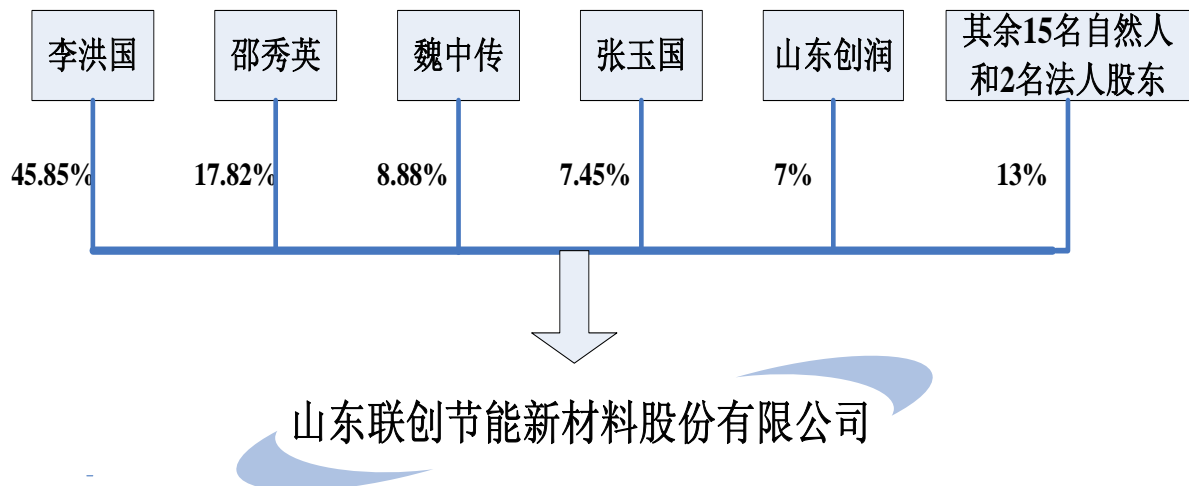 李洪国
邵秀英
魏中传
张玉国
山东创润
其余15名自然人
和2名法人股东
45.85%
17.82%
8.88%
7.45%
7%
13%
山东联创节能新材料股份有限公司